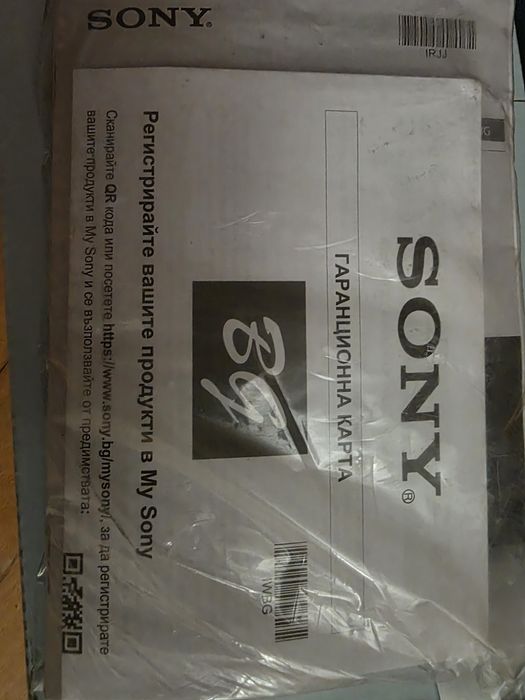 SONY®
IRJJ
SONY®
ГАРАНЦИОННА КАРТА
BG
IWBG
Регистрирайте вашите продукти в My Sony
Сканирайте QR кода или посетете https://www.sony.bg/mysony/, за да регистрирате
вашите продукти в My Sony и се възползвайте от предимствата: